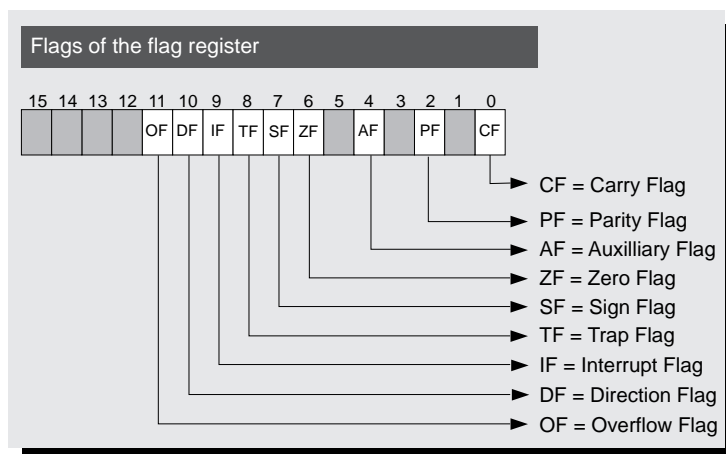 Flags of the flag register
15 14 13 12 11 10 9 8 7 6 5 4 3 2 1 0
OF DF IF TF SF ZF AF PF CF
CF = Carry Flag
PF = Parity Flag
AF = Auxilliary Flag
ZF = Zero Flag
SF = Sign Flag
TF = Trap Flag
IF = Interrupt Flag
DF = Direction Flag
OF = Overflow Flag